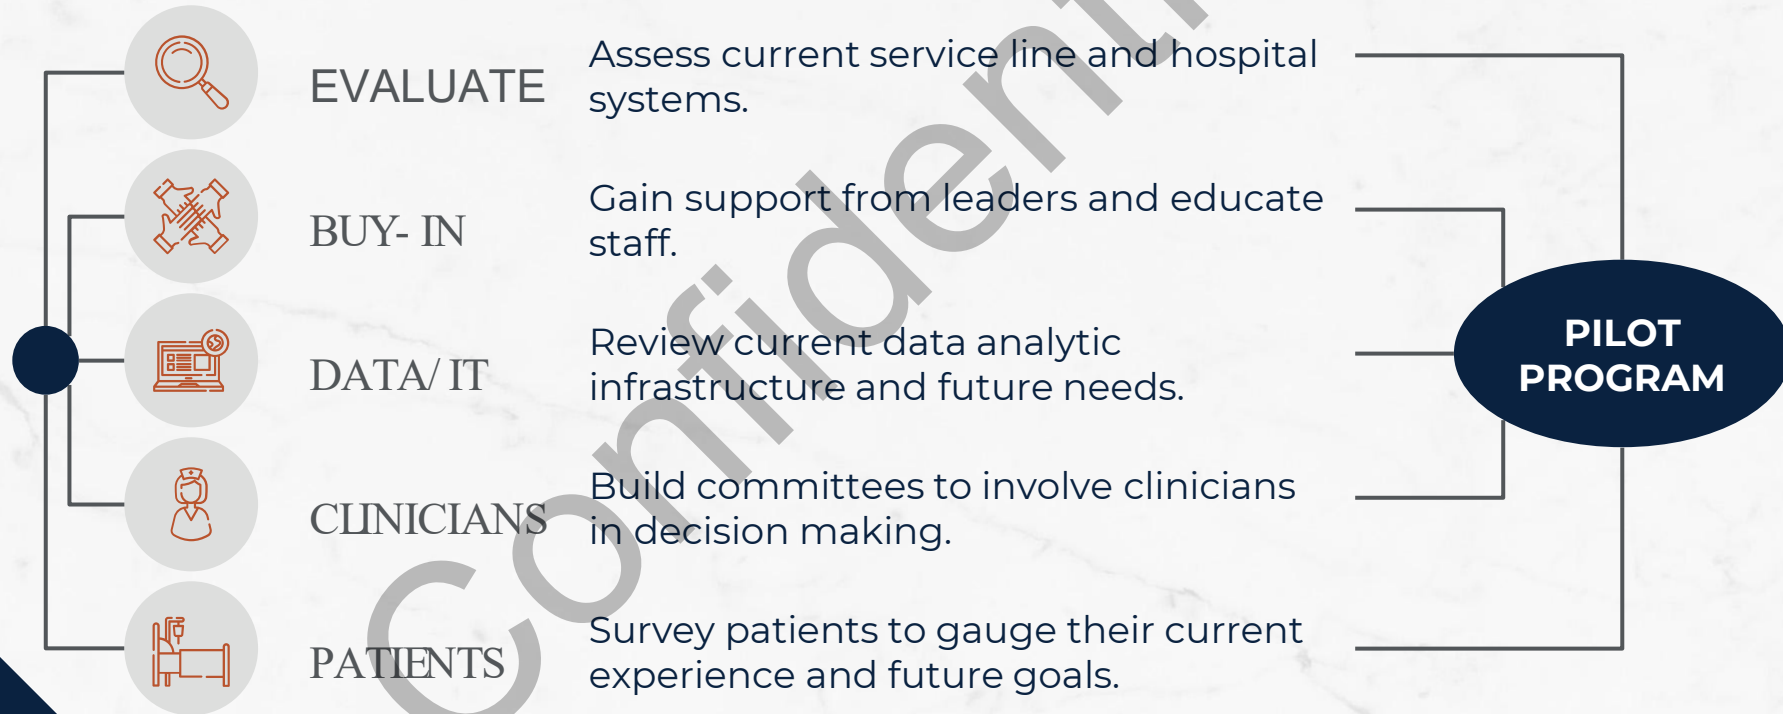 EVALUATE
Assess current service line and hospital
systems.
BUY- IN
Gain support from leaders and educate
staff.
DATA/ IT
Review current data analytic
infrastructure and future needs.
CLINICIANS
Build committees to involve clinicians
in decision making.
PATIENTS
Survey patients to gauge their current
experience and future goals.
PILOT
PROGRAM